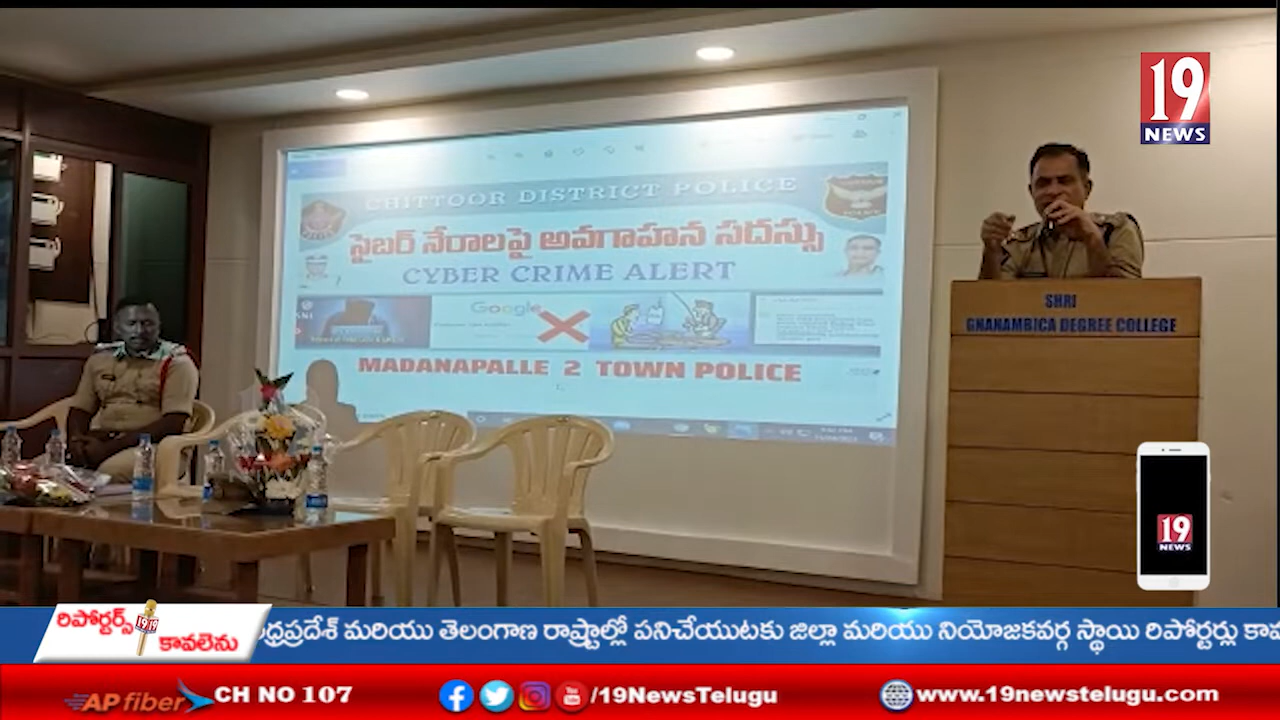 19
NEWS
CHITTOOR DISTRICT POLICE
సైబర్ నేరాలపై అవగాహన సదస్సు
CYBER CRIME ALERT
Google
MADANAPALLE 2 TOWN POLICE
SHRI
GNANAMBICA DEGREE COLLEGE
19
NEWS
రిపోర్టర్స్
కావలెను
ధ్రప్రదేశ్ మరియు తెలంగాణ రాష్ట్రాల్లో పనిచేయుటకు జిల్లా మరియు నియోజకవర్గ స్థాయి రిపోర్టర్లు కావ
AP fiber CH NO 107 /19NewsTelugu www.19newstelugu.com